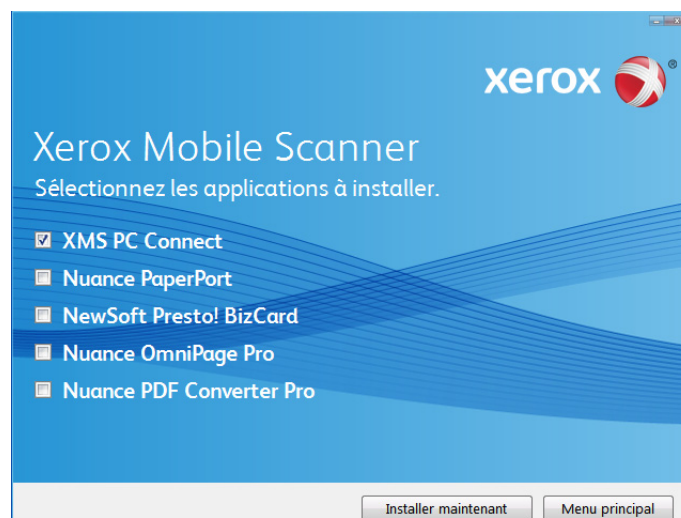 xerox ®
Xerox Mobile Scanner
Sélectionnez les applications à installer.
XMS PC Connect
Nuance PaperPort
NewSoft Presto! BizCard
Nuance OmniPage Pro
Nuance PDF Converter Pro
Installer maintenant
Menu principal